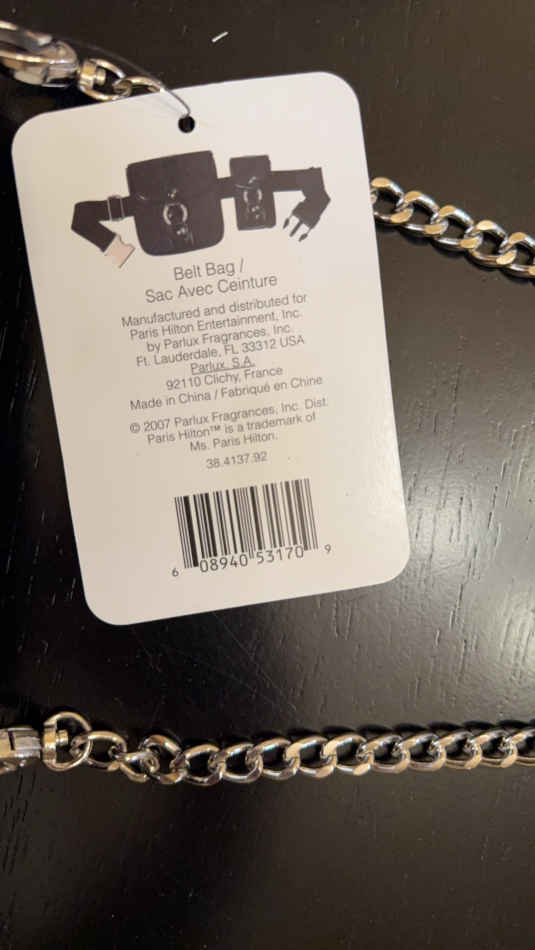 Belt Bag /
Sac Avec Ceinture
Manufactured and distributed for
Paris Hilton Entertainment, Inc.
by Parlux Fragrances, Inc.
Ft. Lauderdale, FL 33312 USA
Parlux, S.A.
92110 Clichy, France
Made in China / Fabriqué en Chine
© 2007 Parlux Fragrances, Inc. Dist.
Paris Hilton™ is a trademark of
Ms. Paris Hilton.
38.4137.92
6 08940 53170 9